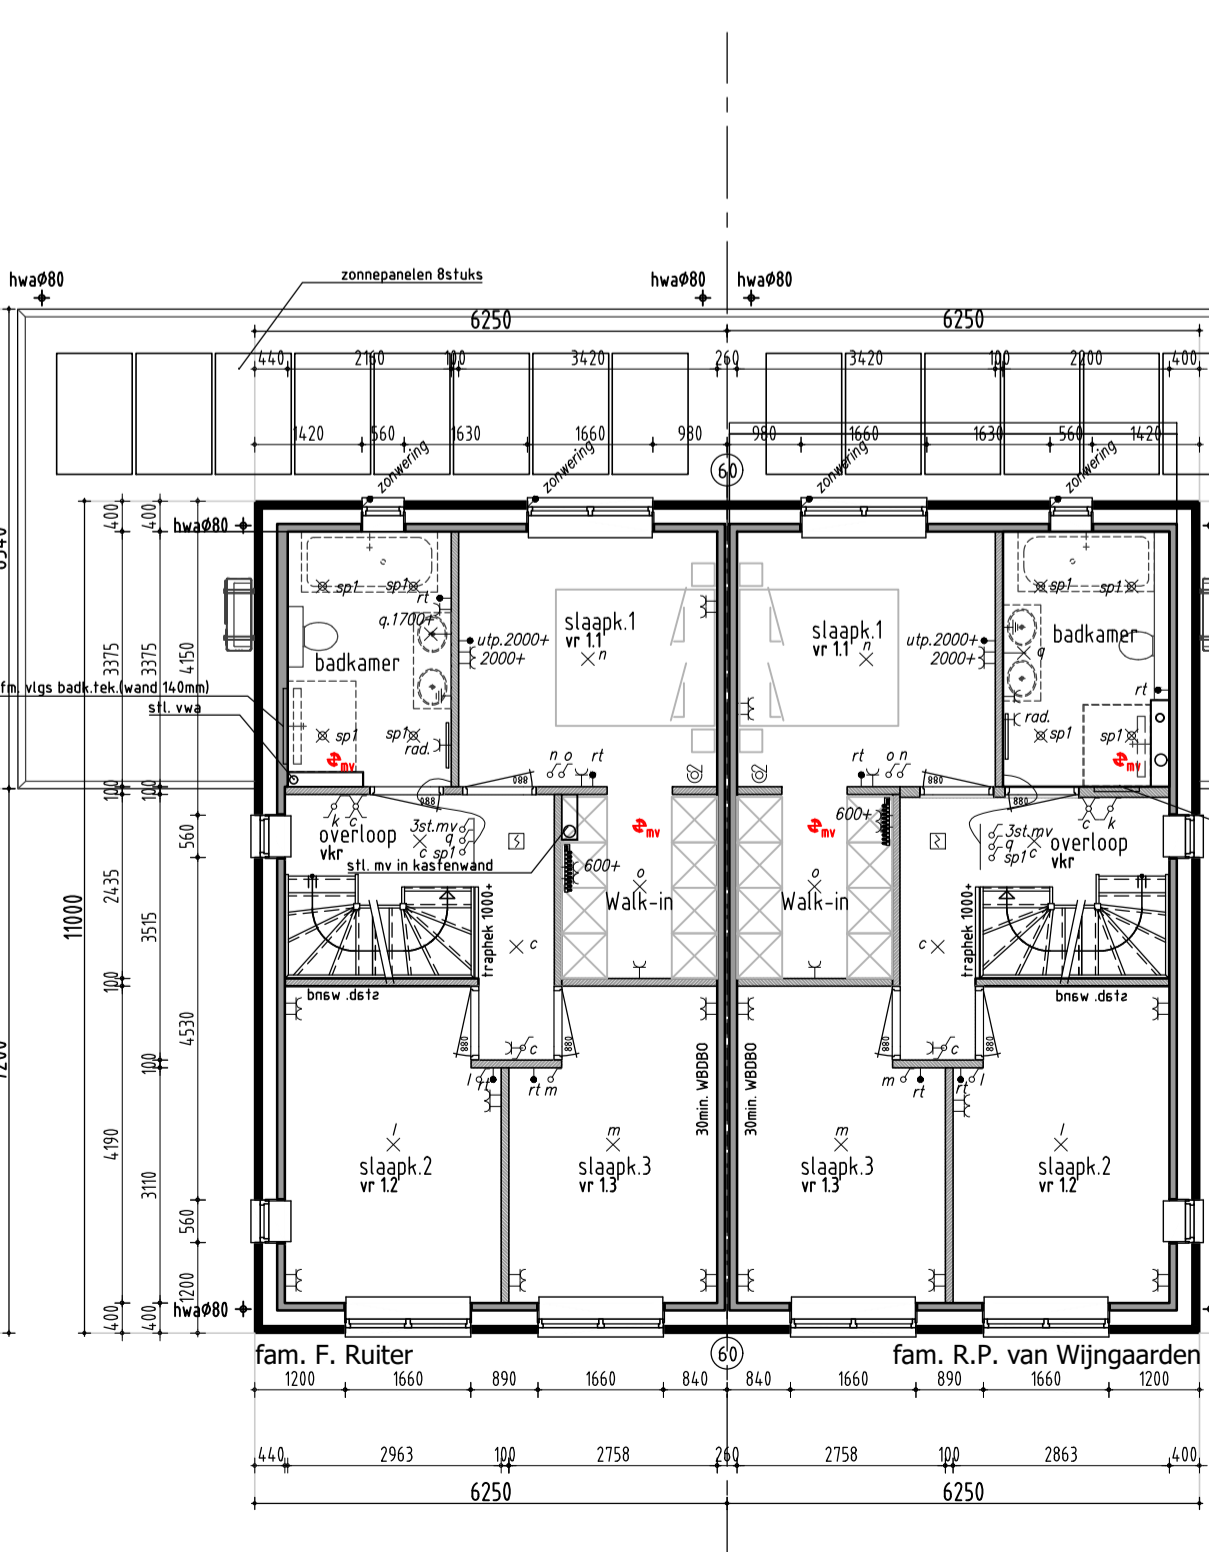 zonnepanelen 8stuks
hwaØ80
hwaØ80
hwaØ80
6250
6250
440
2160
100
3420
260
3420
100
2200
400
1420
560
1630
1660
980
980
1660
1630
560
1420
zonwering
zonwering
zonwering
zonwering
60
400
400
hwaØ80
sp1
sp1
rt
q.1700+
slaapk.1
vr 1.1
n
utp.2000+
2000+
badkamer
slaapk.1
vr 1.1
n
utp.2000+
2000+
sp1
sp1
badkamer
q
rt
3375
3375
4150
fm. vlgs badk.tek.(wand 140mm)
stl. vwa
sp1
sp1
rad.
mv
n o
rt
rt
o n
rad.
sp1
sp1
mv
100
100
880
880
880
880
k c
overloop
vkr
3st.mv
q
c sp1
stl. mv in kastenwand
600+
mv
o
Walk-in
600+
mv
o
Walk-in
3st.mv
q
sp1 c
c k
overloop
vkr
560
2435
11000
3515
traphek 1000+
c
c
traphek 1000+
100
stab. wand
stab. wand
4530
880
880
880
880
c
c
100
l
rt
rt m
30min. WBDBO
30min. WBDBO
m
rt
rt
l
4190
3110
l
slaapk.2
vr 1.2
m
slaapk.3
vr 1.3
m
slaapk.3
vr 1.3
l
slaapk.2
vr 1.2
560
1200
400
400
hwaØ80
fam. F. Ruiter
60
fam. R.P. van Wijngaarden
1200
1660
890
1660
840
840
1660
890
1660
1200
440
2963
100
2758
260
2758
100
2863
400
6250
6250